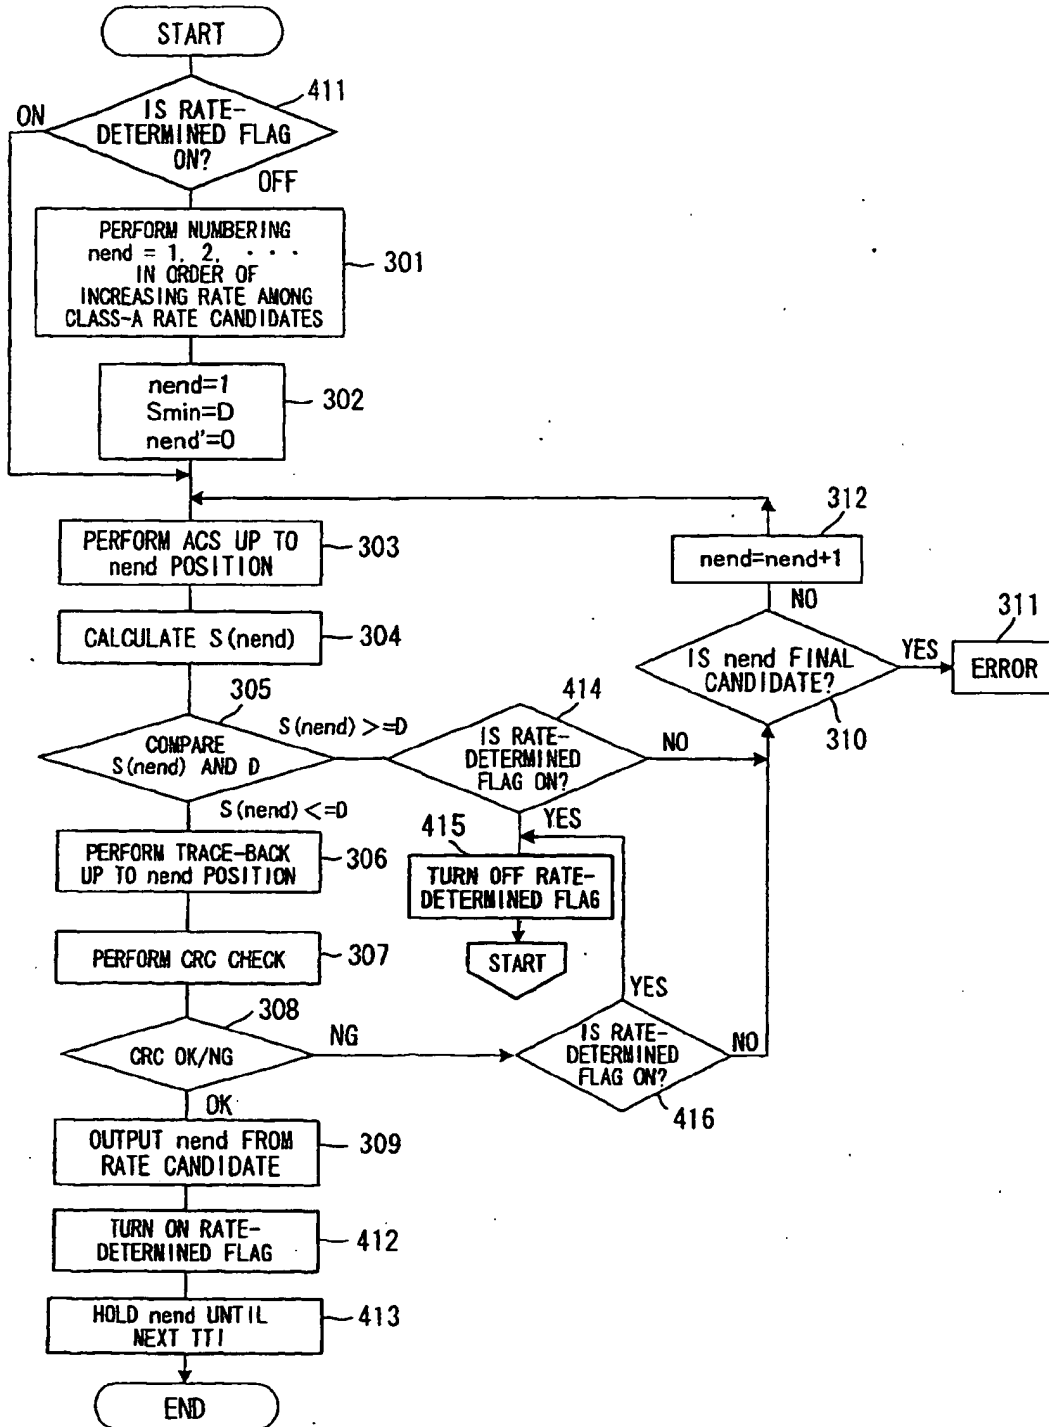 START
411
ON
IS RATE-
DETERMINED FLAG
ON?
OFF
PERFORM NUMBERING
nend = 1, 2, ・・・
IN ORDER OF
INCREASING RATE AMONG
CLASS-A RATE CANDIDATES
301
nend=1
Smin=D
nend'=0
302
PERFORM ACS UP TO
nend POSITION
303
312
nend=nend+1
NO
CALCULATE S(nend)
304
IS nend FINAL
CANDIDATE?
310
YES
311
ERROR
305
COMPARE
S(nend) AND D
S(nend) >=D
414
IS RATE-
DETERMINED
FLAG ON?
NO
S(nend) <=D
YES
PERFORM TRACE-BACK
UP TO nend POSITION
306
415
TURN OFF RATE-
DETERMINED FLAG
START
PERFORM CRC CHECK
307
308
CRC OK/NG
NG
YES
IS RATE-
DETERMINED
FLAG ON?
NO
416
OK
OUTPUT nend FROM
RATE CANDIDATE
309
TURN ON RATE-
DETERMINED FLAG
412
HOLD nend UNTIL
NEXT TTI
413
END